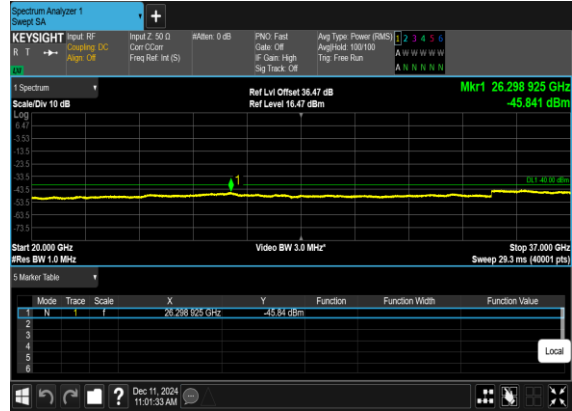 Spectrum Analyzer 1
Swept SA
KEYSIGHT Input: RF Input Z: 50 Ω #Atten: 0 dB PNO: Fast Avg Type: Power (RMS) 1 2 3 4 5 6
R T Coupling: DC Corr CCorr Gate: Off Avg|Hold: 100/100 A W W W W W
Align: Off Freq Ref: Int (S) IF Gain: High Trig: Free Run
LW Sig Track: Off A N N N N N
1 Spectrum Ref Lvl Offset 36.47 dB Mkr1 26.298 925 GHz
Scale/Div 10 dB Ref Level 16.47 dBm -45.841 dBm
Log
6.47
-3.53
-13.5
-23.5
-33.5
DL1 -40.00 dBm
-43.5
-53.5
-63.5
-73.5
1
Start 20.000 GHz Video BW 3.0 MHz* Stop 37.000 GHz
#Res BW 1.0 MHz Sweep 29.3 ms (40001 pts)
5 Marker Table
Mode Trace Scale X Y Function Function Width Function Value
1 N 1 f 26.298 925 GHz -45.84 dBm
2
3
4
5
6
Local
Dec 11, 2024
11:01:33 AM